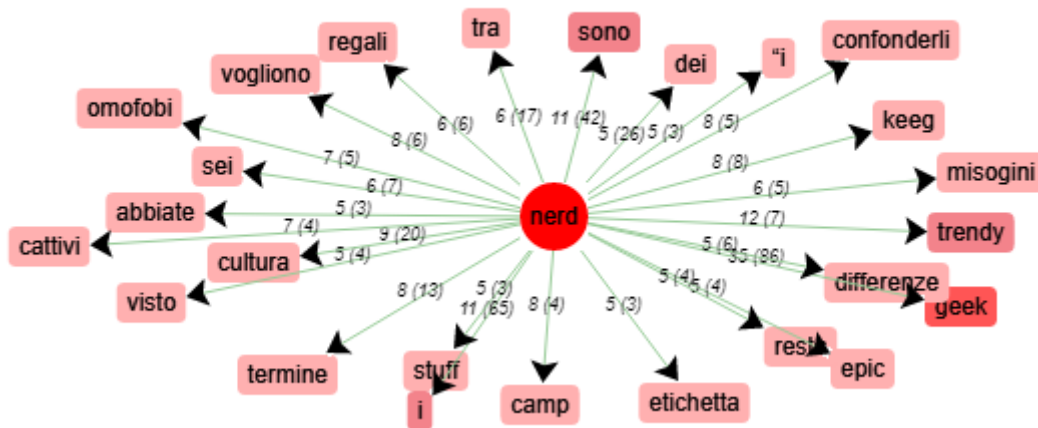 tra
sono
regali
dei
“i
confonderli
vogliono
omofobi
6 (6)
6 (17)
11 (42)
5 (26)
5 (3)
8 (5)
keeg
8 (6)
sei
7 (5)
8 (8)
misogini
abbiate
6 (7)
6 (5)
5 (3)
nerd
12 (7)
cattivi
7 (4)
9 (20)
trendy
cultura
5 (4)
5 (6)
35 (86)
differenze
visto
8 (13)
5 (3)
11 (65)
8 (4)
5 (3)
5 (4)
5 (4)
geek
termine
stuff
epic
i
camp
etichetta